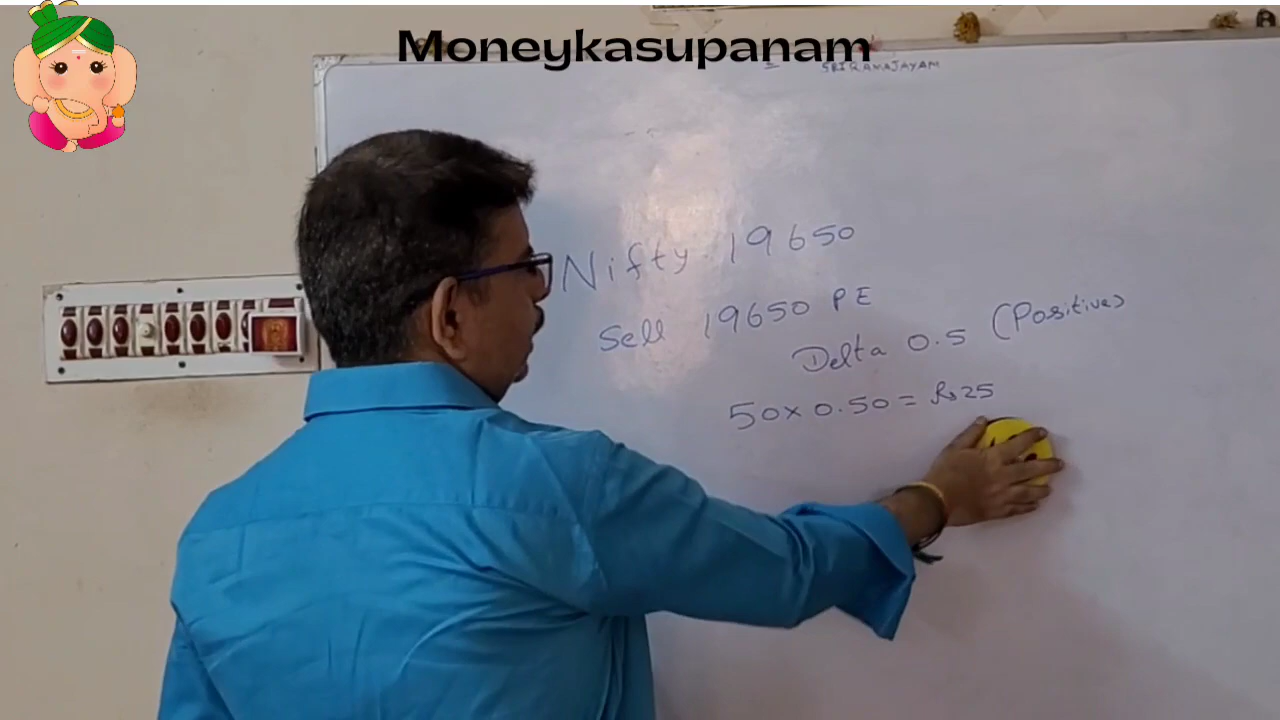 Moneykasupanam
SRIRAMAJAYAM
Nifty 19650
Sell 19650 PE
Delta 0.5 (Positive)
50 x 0.50 = Rs 25